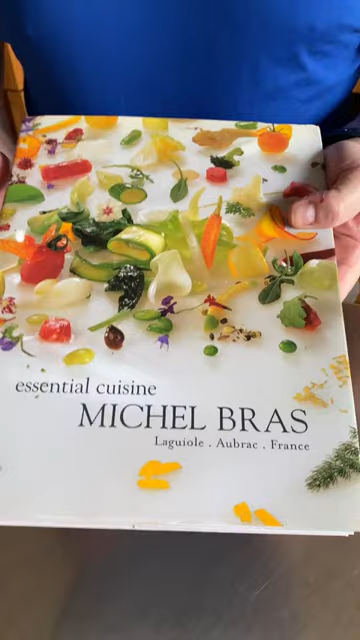 essential cuisine
MICHEL BRAS
Laguiole . Aubrac . France